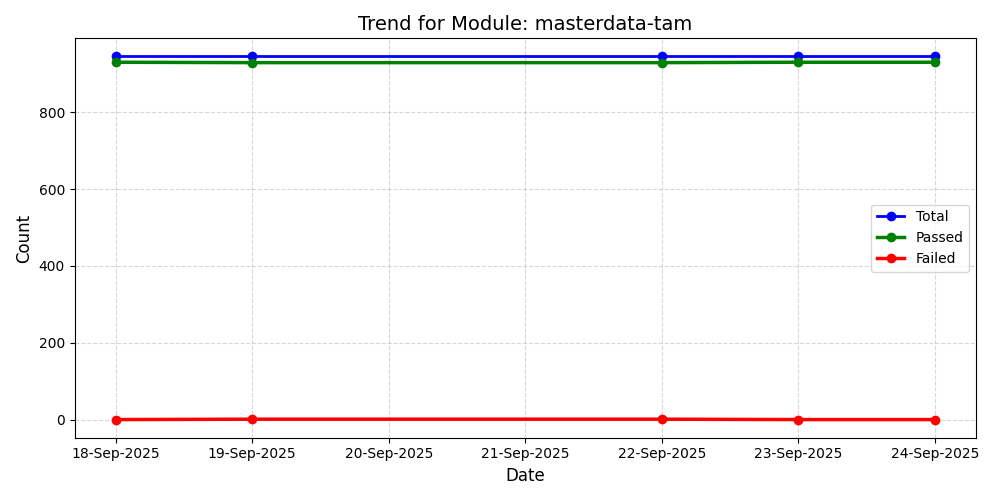 Trend for Module: masterdata-tam
Count
800
600
400
200
0
Total
Passed
Failed
18-Sep-2025 19-Sep-2025 20-Sep-2025 21-Sep-2025 22-Sep-2025 23-Sep-2025 24-Sep-2025
Date